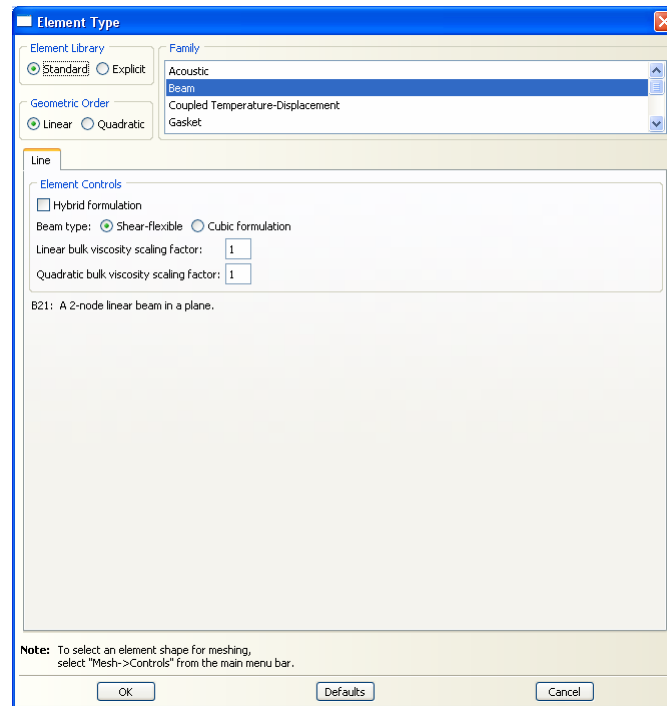 Element Type
Element Library
Standard Explicit
Family
Acoustic
Beam
Coupled Temperature-Displacement
Gasket
Geometric Order
Linear Quadratic
Line
Element Controls
Hybrid formulation
Beam type: Shear-flexible Cubic formulation
Linear bulk viscosity scaling factor: 1
Quadratic bulk viscosity scaling factor: 1
B21: A 2-node linear beam in a plane.
Note: To select an element shape for meshing,
select "Mesh->Controls" from the main menu bar.
OK Defaults Cancel